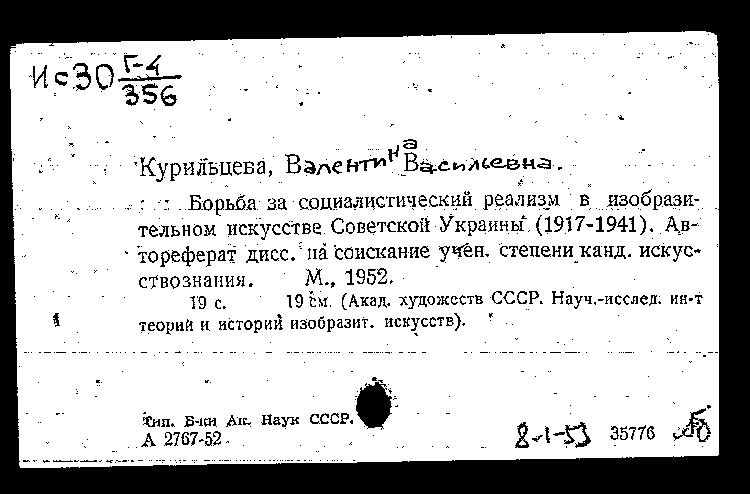 Ис30 Г-4
356
Курильцева, Валентина Васильевна.
Борьба за социалистический реализм в изобрази-
тельном искусстве Советской Украины (1917-1941). Ав-
тореферат дисс. на соискание учен. степени канд. искус-
ствознания. М., 1952.
19 с. 19 см. (Акад. художеств СССР. Науч.-исслед. ин-т
теории и истории изобразит. искусств).
Тип. Б-ки Ак. Наук СССР.
А 2767-52
8-1-53 35776